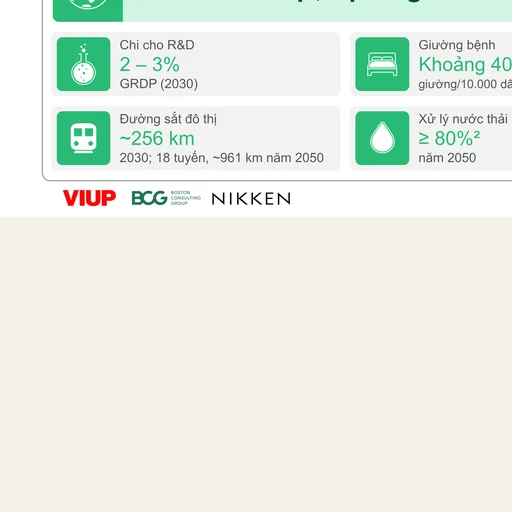 Chi cho R&D
2 – 3%
GRDP (2030)
Giường bệnh
Khoảng 40
giường/10.000 dâ
Đường sắt đô thị
~256 km
2030; 18 tuyến, ~961 km năm 2050
Xử lý nước thải
≥ 80%²
năm 2050
VIUP
BCG
BOSTON
CONSULTING
GROUP
NIKKEN